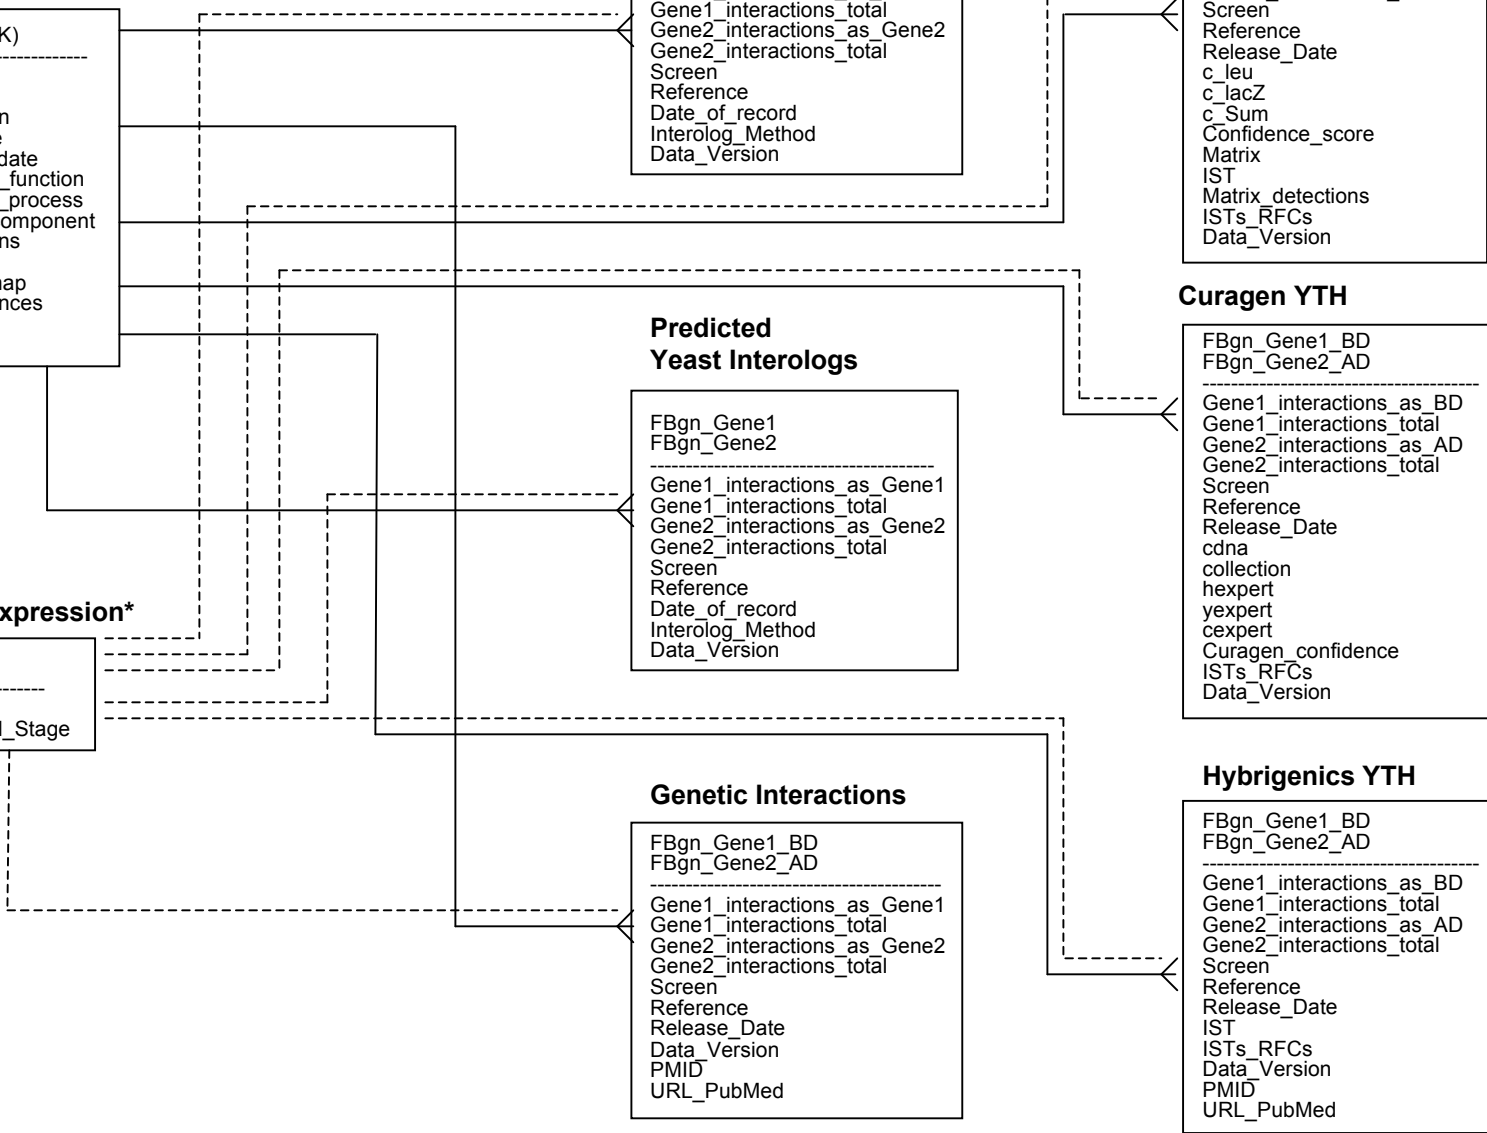 K)
n
e
date
_function
_process
omponent
ns
ap
nces
xpression*
l_Stage
Gene1_interactions_total
Gene2_interactions_as_Gene2
Gene2_interactions_total
Screen
Reference
Date_of_record
Interolog_Method
Data_Version
Predicted
Yeast Interologs
FBgn_Gene1
FBgn_Gene2
Gene1_interactions_as_Gene1
Gene1_interactions_total
Gene2_interactions_as_Gene2
Gene2_interactions_total
Screen
Reference
Date_of_record
Interolog_Method
Data_Version
Genetic Interactions
FBgn_Gene1_BD
FBgn_Gene2_AD
Gene1_interactions_as_Gene1
Gene1_interactions_total
Gene2_interactions_as_Gene2
Gene2_interactions_total
Screen
Reference
Release_Date
Data_Version
PMID
URL_PubMed
Screen
Reference
Release_Date
c_leu
c_lacZ
c_Sum
Confidence_score
Matrix
IST
Matrix_detections
ISTs_RFCs
Data_Version
Curagen YTH
FBgn_Gene1_BD
FBgn_Gene2_AD
Gene1_interactions_as_BD
Gene1_interactions_total
Gene2_interactions_as_AD
Gene2_interactions_total
Screen
Reference
Release_Date
cdna
collection
hexpert
yexpert
cexpert
Curagen_confidence
ISTs_RFCs
Data_Version
Hybrigenics YTH
FBgn_Gene1_BD
FBgn_Gene2_AD
Gene1_interactions_as_BD
Gene1_interactions_total
Gene2_interactions_as_AD
Gene2_interactions_total
Screen
Reference
Release_Date
IST
ISTs_RFCs
Data_Version
PMID
URL_PubMed